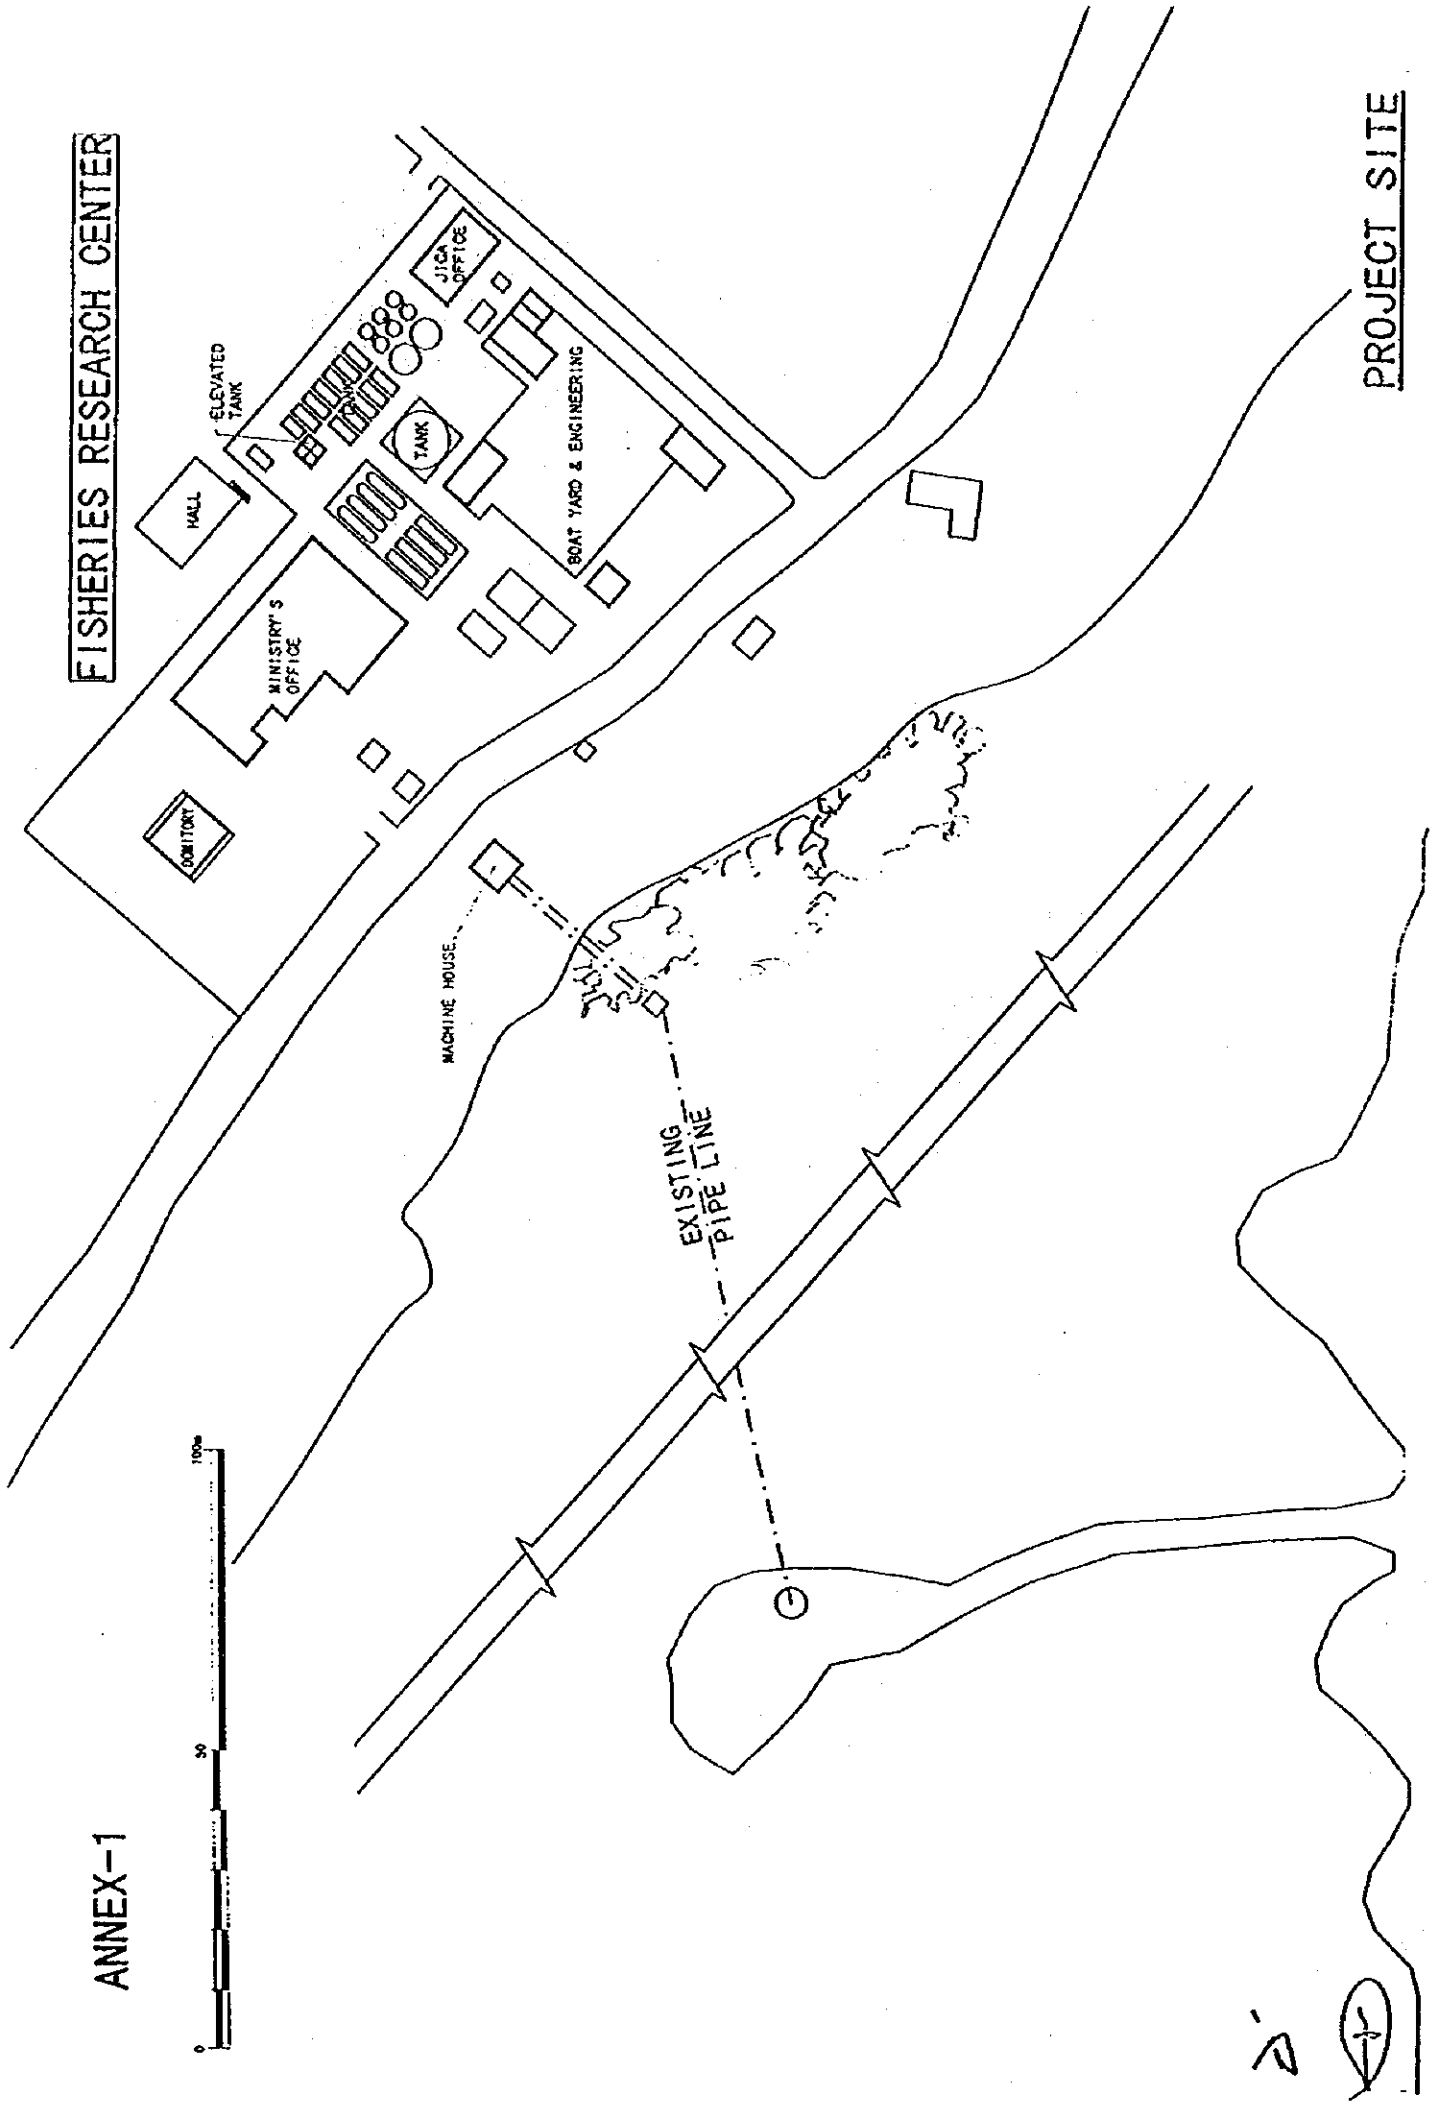 ANNEX-1
FISHERIES RESEARCH CENTER
0
50
100m
ELEVATED
TANK
HALL
JICA
OFFICE
TANK
TANK
MINISTRY'S
OFFICE
BOAT YARD & ENGINEERING
DOMITORY
MACHINE HOUSE
EXISTING
PIPE LINE
PROJECT SITE